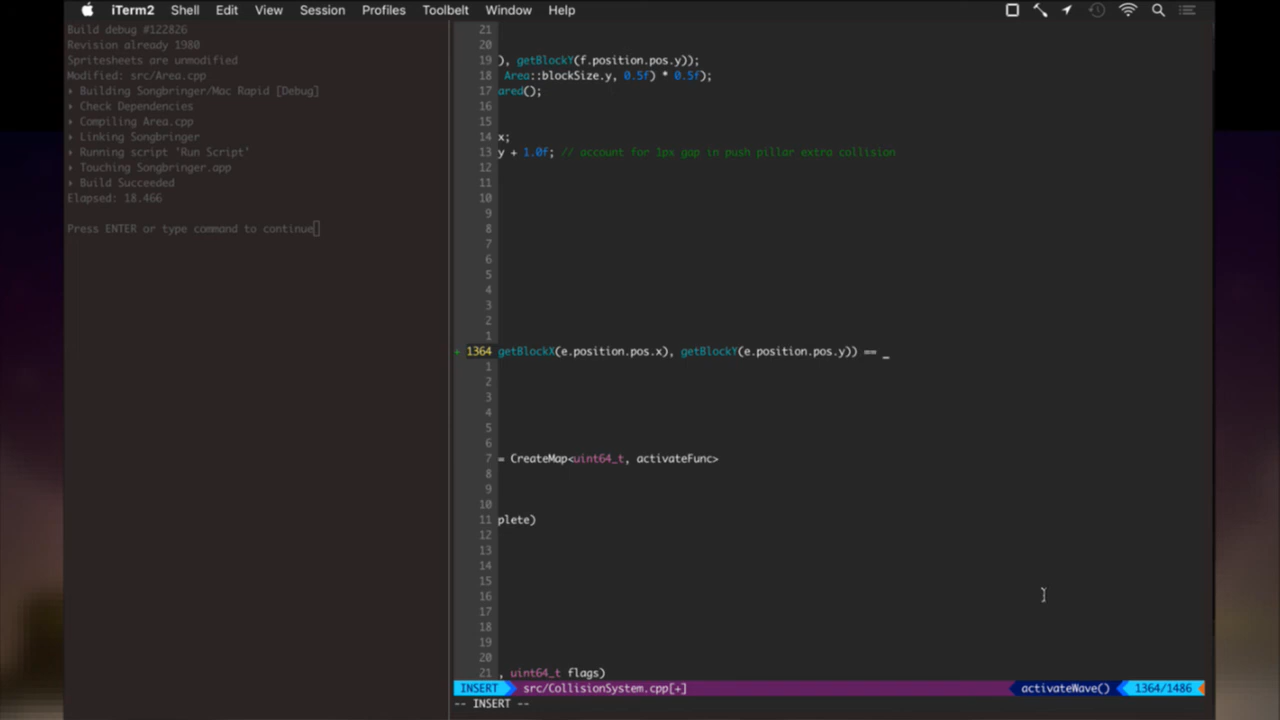 iTerm2 Shell Edit View Session Profiles Toolbelt Window Help
Build debug #122826
Revision already 1980
Spritesheets are unmodified
Modified: src/Area.cpp
▸ Building Songbringer/Mac Rapid [Debug]
▸ Check Dependencies
▸ Compiling Area.cpp
▸ Linking Songbringer
▸ Running script 'Run Script'
▸ Touching Songbringer.app
▸ Build Succeeded
Elapsed: 18.466
Press ENTER or type command to continue
21
20
19 ), getBlockY(f.position.pos.y));
18 Area::blockSize.y, 0.5f) * 0.5f);
17 ared();
16
15
14 x;
13 y + 1.0f; // account for 1px gap in push pillar extra collision
12
11
10
9
8
7
6
5
4
3
2
1
+ 1364 getBlockX(e.position.pos.x), getBlockY(e.position.pos.y)) == _
1
2
3
4
5
6
7 = CreateMap<uint64_t, activateFunc>
8
9
10
11 plete)
12
13
14
15
16
17
18
19
20
21 , uint64_t flags)
INSERT src/CollisionSystem.cpp[+] activateWave() 1364/1486
-- INSERT --